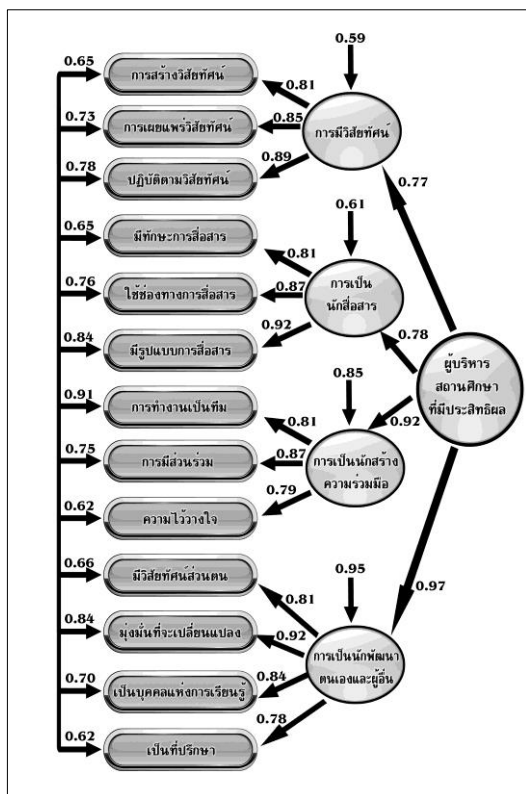 0.59
0.65
การสร้างวิสัยทัศน์
0.81
0.73
การเผยแพร่วิสัยทัศน์
0.85
การมีวิสัยทัศน์
0.78
ปฏิบัติตามวิสัยทัศน์
0.89
0.77
0.65
มีทักษะการสื่อสาร
0.81
0.61
0.76
ใช้ช่องทางการสื่อสาร
0.87
การเป็น
นักสื่อสาร
0.84
มีรูปแบบการสื่อสาร
0.92
0.78
ผู้บริหาร
สถานศึกษา
ที่มีประสิทธิผล
0.91
การทำงานเป็นทีม
0.81
0.85
0.92
0.75
การมีส่วนร่วม
0.87
การเป็นนักสร้าง
ความร่วมมือ
0.62
ความไว้วางใจ
0.79
0.66
มีวิสัยทัศน์ส่วนตน
0.81
0.95
0.97
0.84
มุ่งมั่นที่จะเปลี่ยนแปลง
0.92
การเป็นนักพัฒนา
ตนเองและผู้อื่น
0.70
เป็นบุคคลแห่งการเรียนรู้
0.84
0.62
เป็นที่ปรึกษา
0.78